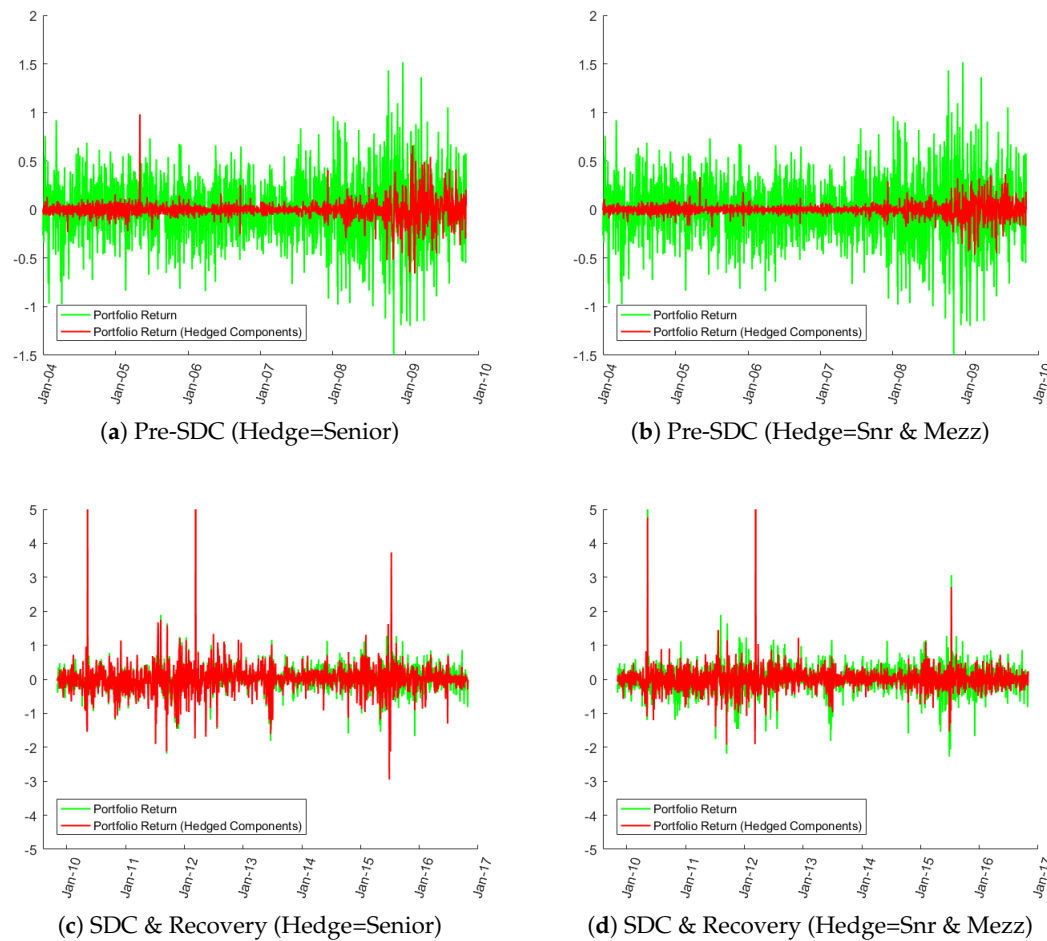 2
1.5
1
0.5
0
-0.5
-1
-1.5
Portfolio Return
Portfolio Return (Hedged Components)
Jan-04
Jan-05
Jan-06
Jan-07
Jan-08
Jan-09
Jan-10
(a) Pre-SDC (Hedge=Senior)
2
1.5
1
0.5
0
-0.5
-1
-1.5
Portfolio Return
Portfolio Return (Hedged Components)
Jan-04
Jan-05
Jan-06
Jan-07
Jan-08
Jan-09
Jan-10
(b) Pre-SDC (Hedge=Snr & Mezz)
5
4
3
2
1
0
-1
-2
-3
-4
-5
Portfolio Return
Portfolio Return (Hedged Components)
Jan-10
Jan-11
Jan-12
Jan-13
Jan-14
Jan-15
Jan-16
Jan-17
(c) SDC & Recovery (Hedge=Senior)
5
4
3
2
1
0
-1
-2
-3
-4
-5
Portfolio Return
Portfolio Return (Hedged Components)
Jan-10
Jan-11
Jan-12
Jan-13
Jan-14
Jan-15
Jan-16
Jan-17
(d) SDC & Recovery (Hedge=Snr & Mezz)